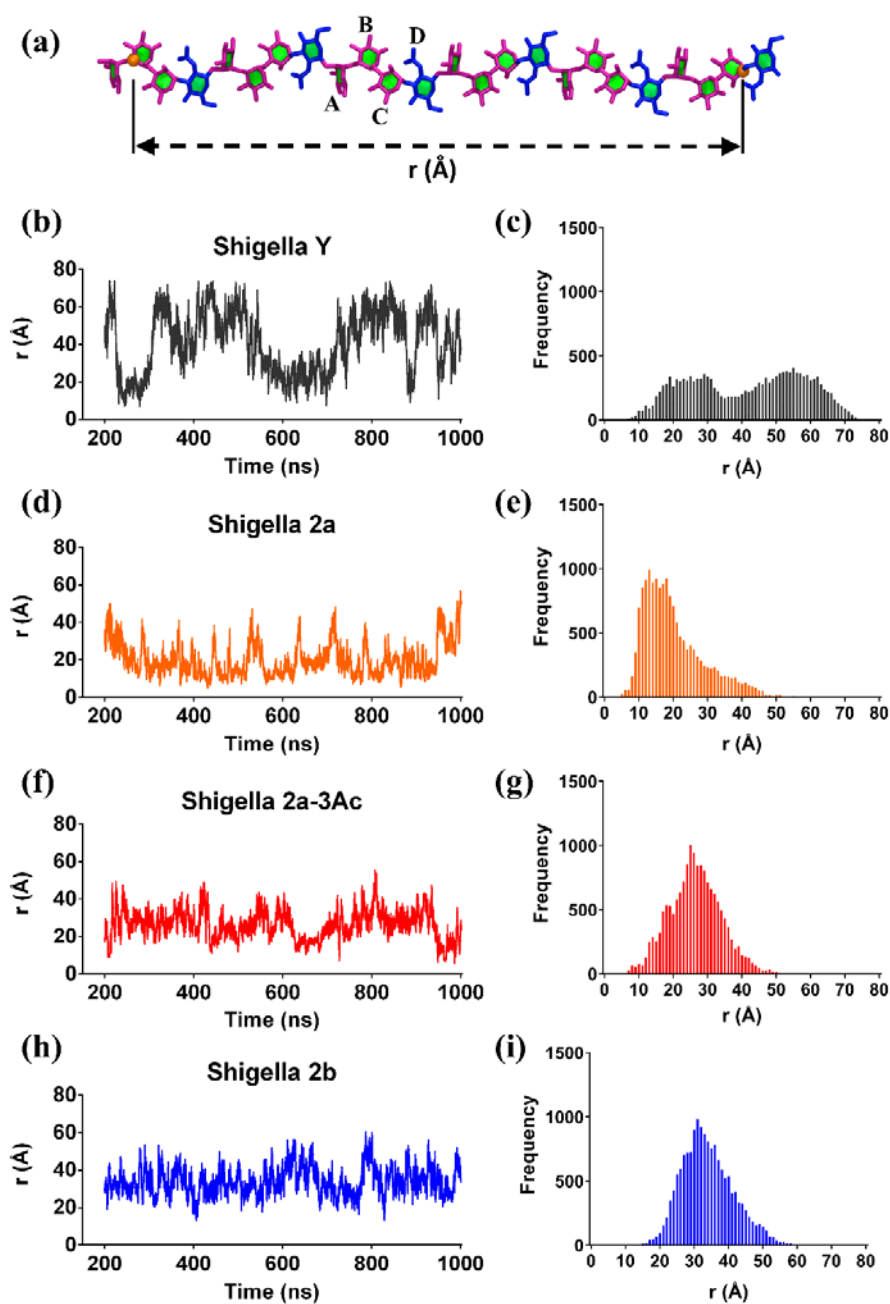 (a)
B
D
A
C
r (Å)
(b)
Shigella Y
r (Å)
80
60
40
20
0
200
400
600
800
1000
Time (ns)
(c)
Frequency
1500
1000
500
0
0 10 20 30 40 50 60 70 80
r (Å)
(d)
Shigella 2a
r (Å)
80
60
40
20
0
200
400
600
800
1000
Time (ns)
(e)
Frequency
1500
1000
500
0
0 10 20 30 40 50 60 70 80
r (Å)
(f)
Shigella 2a-3Ac
r (Å)
80
60
40
20
0
200
400
600
800
1000
Time (ns)
(g)
Frequency
1500
1000
500
0
0 10 20 30 40 50 60 70 80
r (Å)
(h)
Shigella 2b
r (Å)
80
60
40
20
0
200
400
600
800
1000
Time (ns)
(i)
Frequency
1500
1000
500
0
0 10 20 30 40 50 60 70 80
r (Å)